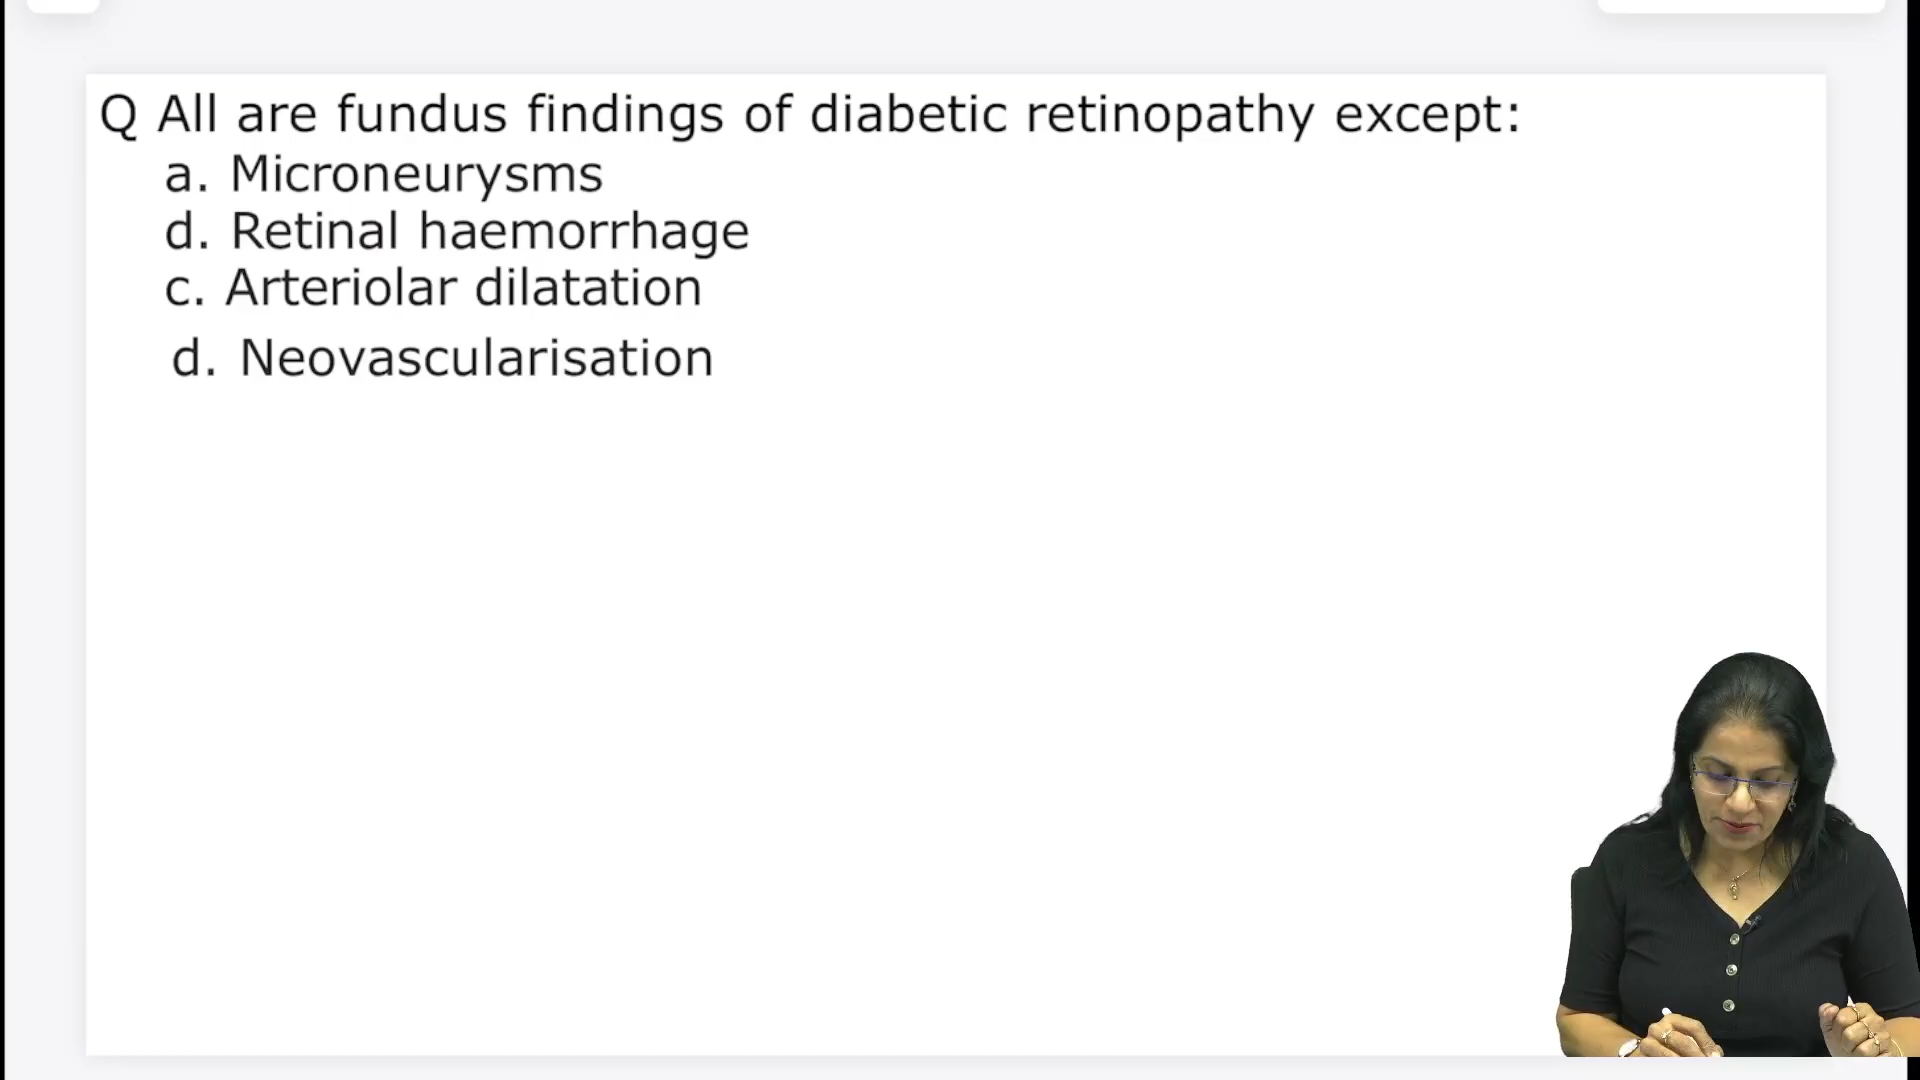 Q All are fundus findings of diabetic retinopathy except:
a. Microneurysms
d. Retinal haemorrhage
c. Arteriolar dilatation
d. Neovascularisation